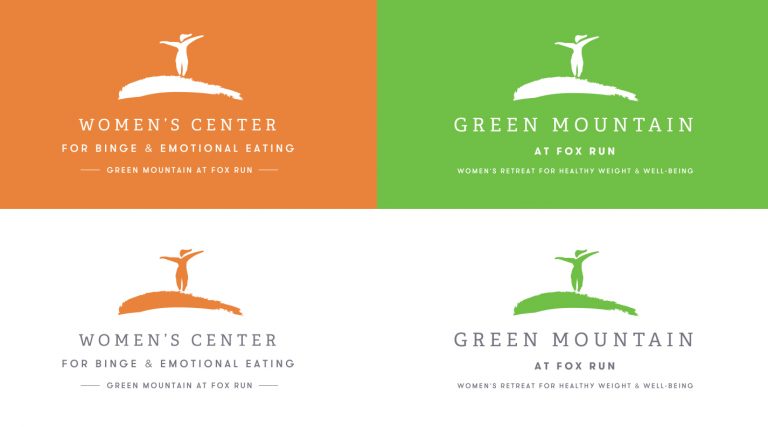 WOMEN'S CENTER
FOR BINGE & EMOTIONAL EATING
GREEN MOUNTAIN AT FOX RUN
GREEN MOUNTAIN
AT FOX RUN
WOMEN'S RETREAT FOR HEALTHY WEIGHT & WELL-BEING
WOMEN'S CENTER
FOR BINGE & EMOTIONAL EATING
GREEN MOUNTAIN AT FOX RUN
GREEN MOUNTAIN
AT FOX RUN
WOMEN'S RETREAT FOR HEALTHY WEIGHT & WELL-BEING